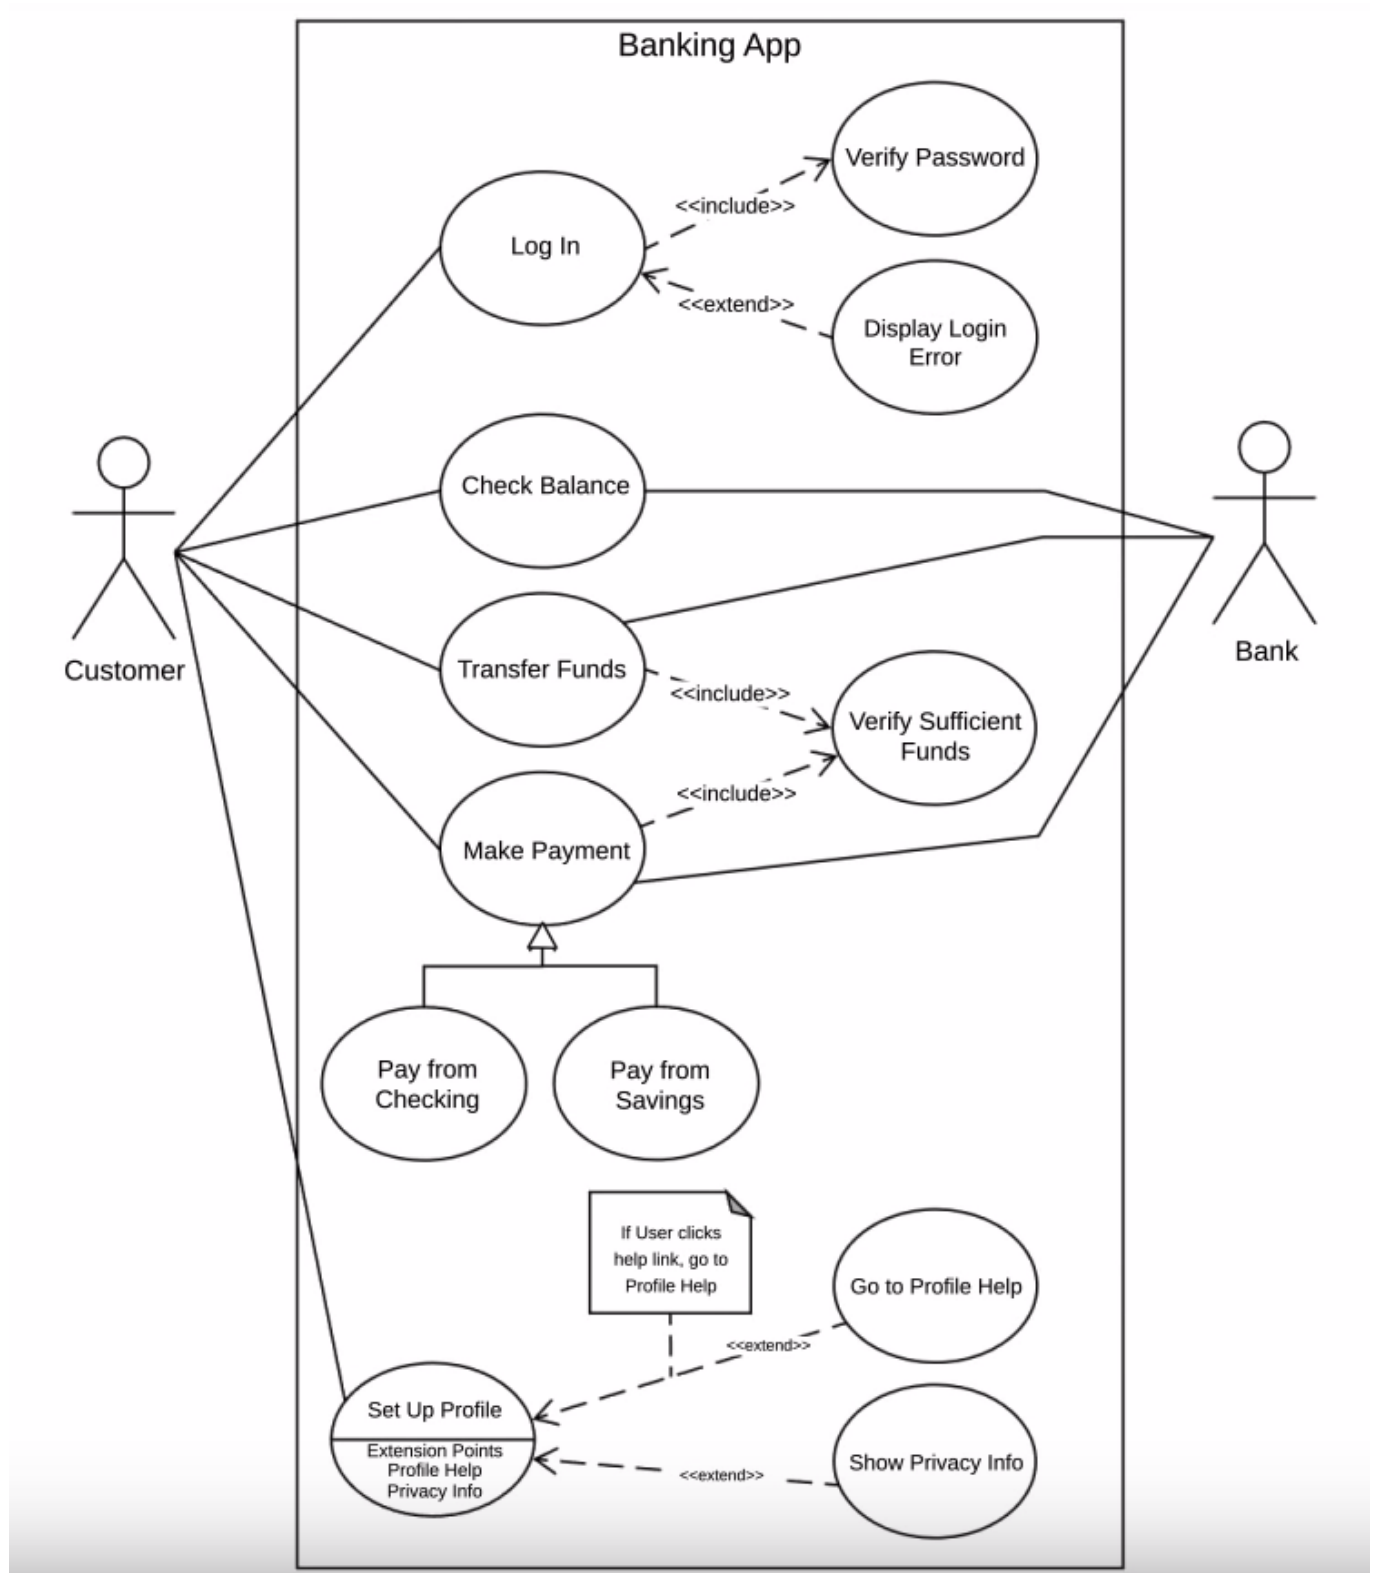 Banking App
Verify Password
<<include>>
Log In
<<extend>>
Display Login
Error
Check Balance
Customer
Bank
Transfer Funds
<<include>>
Verify Sufficient
Funds
<<include>>
Make Payment
Pay from
Checking
Pay from
Savings
If User clicks
help link, go to
Profile Help
Go to Profile Help
<<extend>>
Set Up Profile
Extension Points
Profile Help
Privacy Info
<<extend>>
Show Privacy Info